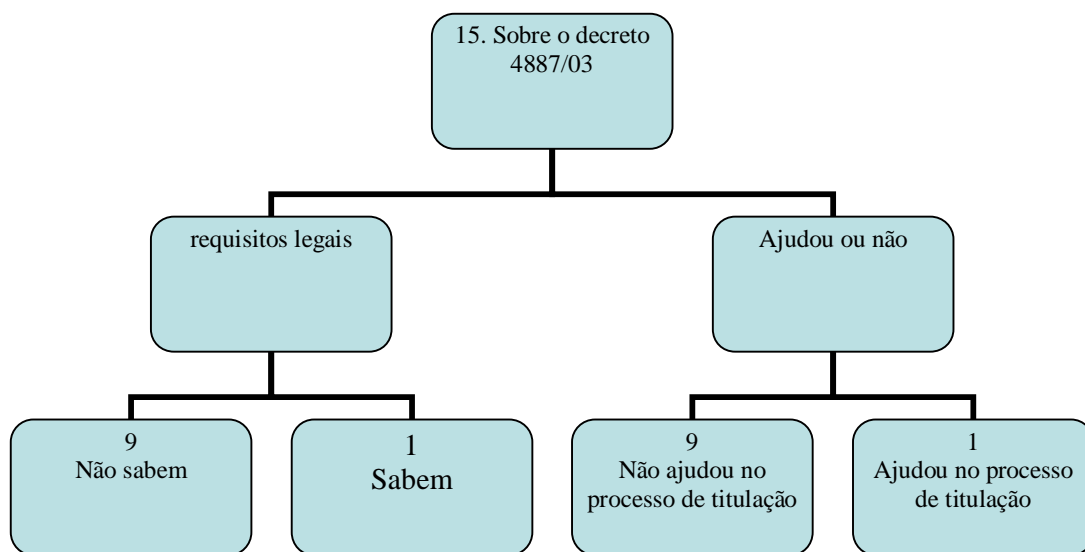 15. Sobre o decreto
4887/03
requisitos legais
Ajudou ou não
9
Não sabem
1
Sabem
9
Não ajudou no
processo de titulação
1
Ajudou no processo
de titulação